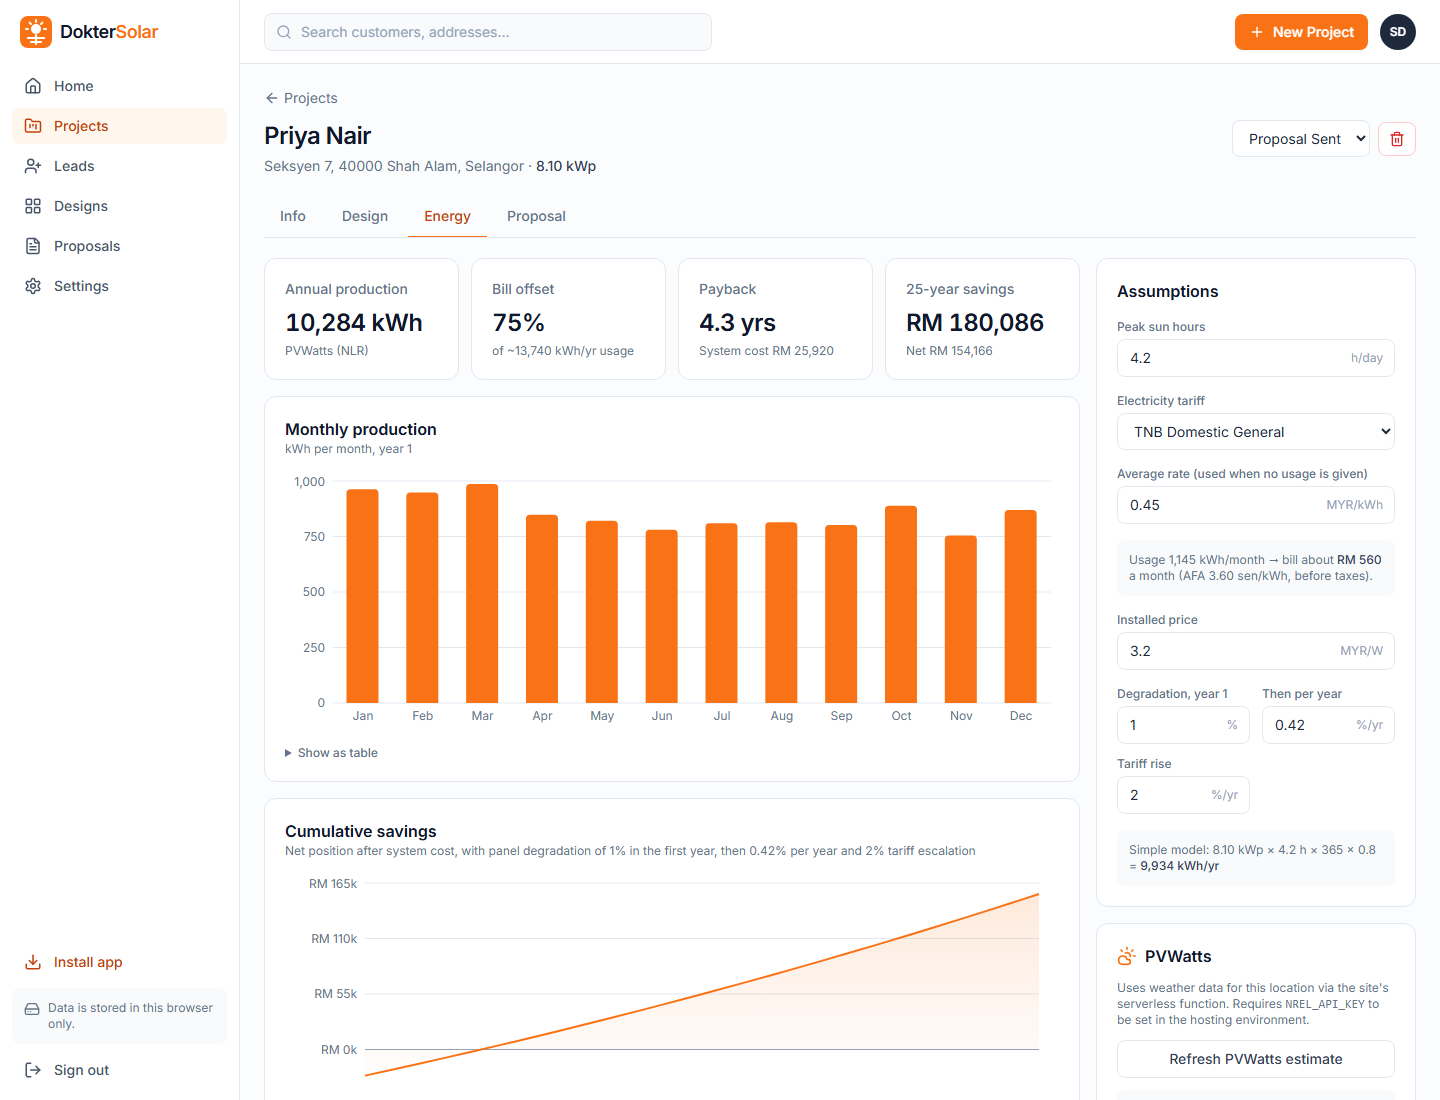 DokterSolar
Search customers, addresses...
New Project
SD
Home
Projects
Leads
Designs
Proposals
Settings
Install app
Data is stored in this browser
only.
Sign out
Projects
Priya Nair
Seksyen 7, 40000 Shah Alam, Selangor · 8.10 kWp
Proposal Sent
Info
Design
Energy
Proposal
Annual production
10,284 kWh
PVWatts (NLR)
Bill offset
75%
of ~13,740 kWh/yr usage
Payback
4.3 yrs
System cost RM 25,920
25-year savings
RM 180,086
Net RM 154,166
Monthly production
kWh per month, year 1
1,000
750
500
250
0
Jan
Feb
Mar
Apr
May
Jun
Jul
Aug
Sep
Oct
Nov
Dec
Show as table
Cumulative savings
Net position after system cost, with panel degradation of 1% in the first year, then 0.42% per year and 2% tariff escalation
RM 165k
RM 110k
RM 55k
RM 0k
Assumptions
Peak sun hours
4.2 h/day
Electricity tariff
TNB Domestic General
Average rate (used when no usage is given)
0.45 MYR/kWh
Usage 1,145 kWh/month → bill about RM 560
a month (AFA 3.60 sen/kWh, before taxes).
Installed price
3.2 MYR/W
Degradation, year 1
1 %
Then per year
0.42 %/yr
Tariff rise
2 %/yr
Simple model: 8.10 kWp × 4.2 h × 365 × 0.8
= 9,934 kWh/yr
PVWatts
Uses weather data for this location via the site's
serverless function. Requires NREL_API_KEY to
be set in the hosting environment.
Refresh PVWatts estimate